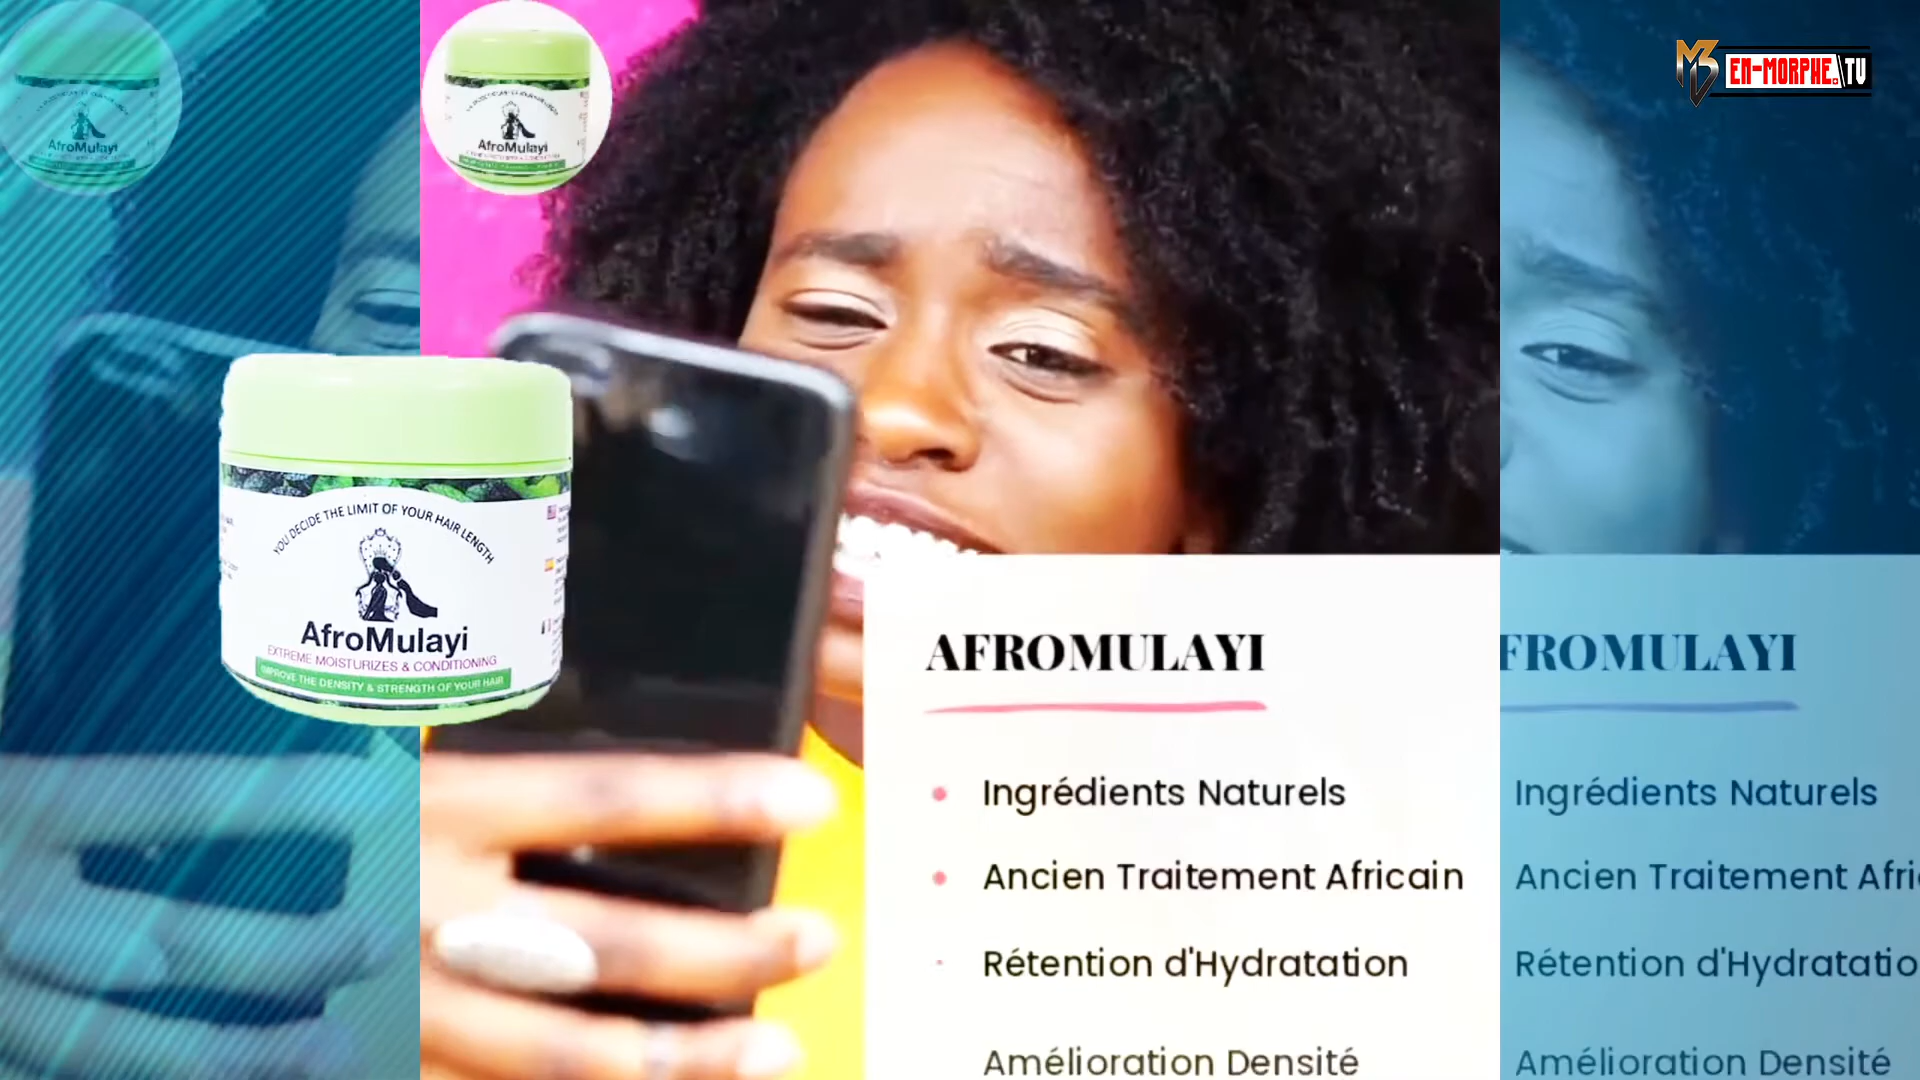 EN-MORPHE.\TV
AfroMulayi
AfroMulayi
YOU DECIDE THE LIMIT OF YOUR HAIR LENGTH
AfroMulayi
EXTREME MOISTURIZES & CONDITIONING
IMPROVE THE DENSITY & STRENGTH OF YOUR HAIR
AFROMULAYI
Ingrédients Naturels
Ancien Traitement Africain
Rétention d'Hydratation
Amélioration Densité
FROMULAYI
Ingrédients Naturels
Ancien Traitement Afri
Rétention d'Hydratatio
Amélioration Densité